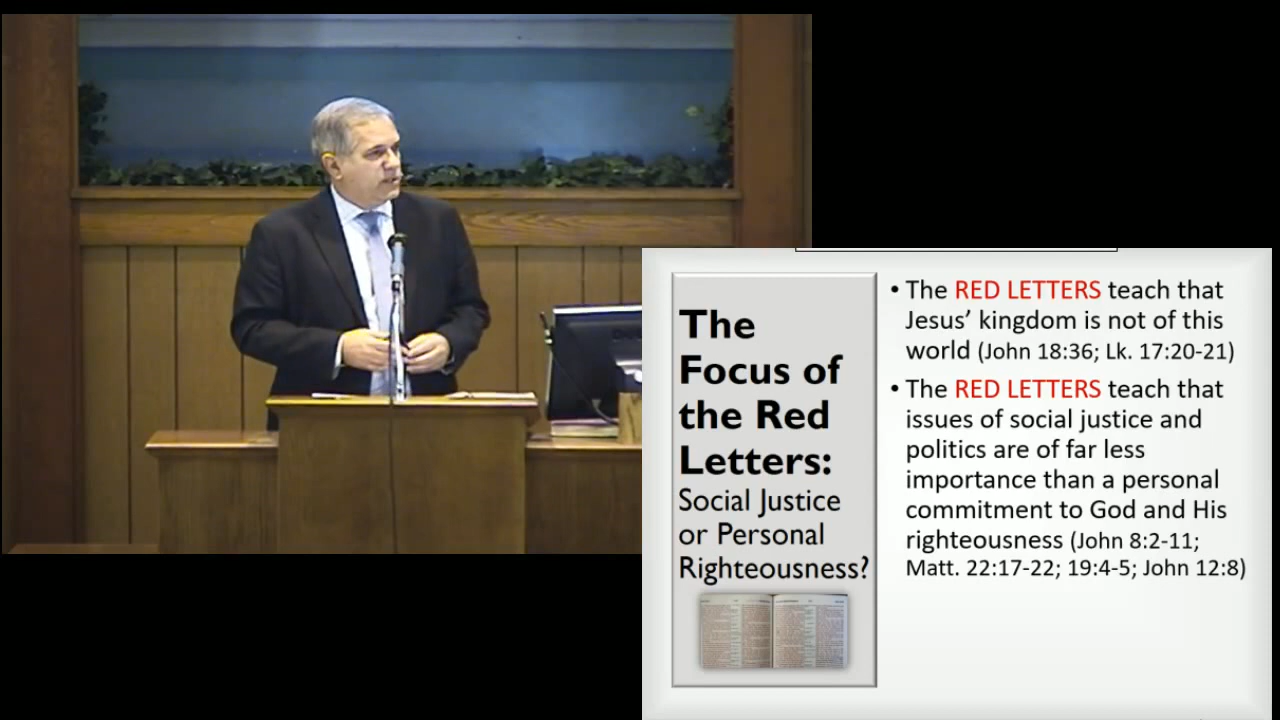 The
Focus of
the Red
Letters:
Social Justice
or Personal
Righteousness?
• The RED LETTERS teach that
Jesus’ kingdom is not of this
world (John 18:36; Lk. 17:20-21)
• The RED LETTERS teach that
issues of social justice and
politics are of far less
importance than a personal
commitment to God and His
righteousness (John 8:2-11;
Matt. 22:17-22; 19:4-5; John 12:8)